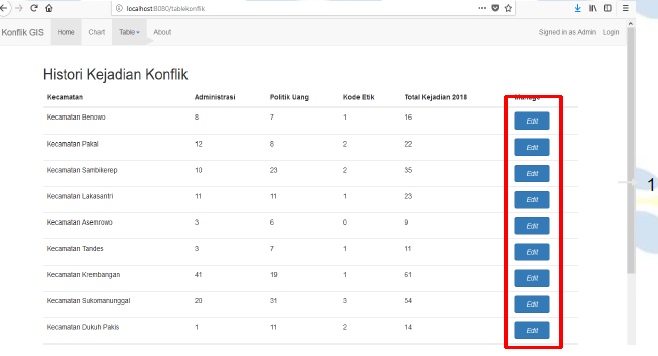 localhost:8080/tablekonflik
Konflik GIS Home Chart Table About Signed in as Admin Login
Histori Kejadian Konflik
Kecamatan Administrasi Politik Uang Kode Etik Total Kejadian 2018 Manage
Kecamatan Benowo 8 7 1 16 Edit
Kecamatan Pakal 12 8 2 22 Edit
Kecamatan Sambikerep 10 23 2 35 Edit
Kecamatan Lakasantri 11 11 1 23 Edit
1
Kecamatan Asemrowo 3 6 0 9 Edit
Kecamatan Tandes 3 7 1 11 Edit
Kecamatan Krembangan 41 19 1 61 Edit
Kecamatan Sukomanunggal 20 31 3 54 Edit
Kecamatan Dukuh Pakis 1 11 2 14 Edit